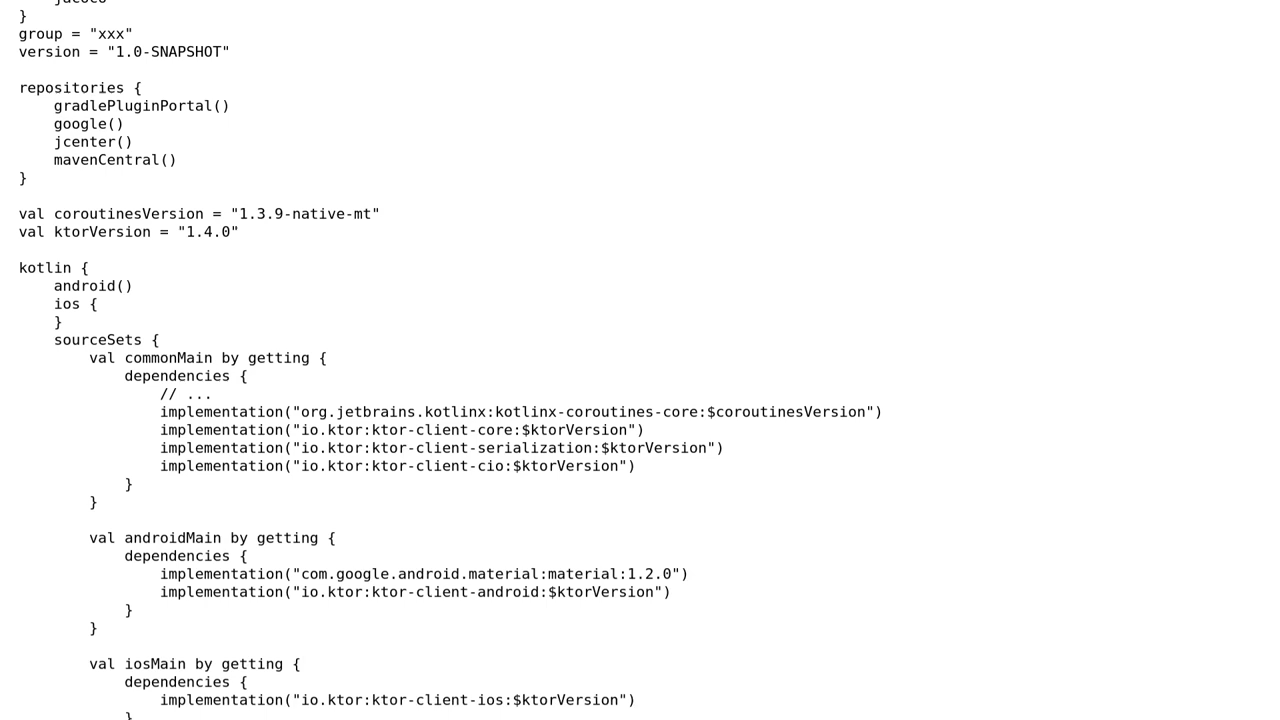 }
group = "xxx"
version = "1.0-SNAPSHOT"

repositories {
    gradlePluginPortal()
    google()
    jcenter()
    mavenCentral()
}

val coroutinesVersion = "1.3.9-native-mt"
val ktorVersion = "1.4.0"

kotlin {
    android()
    ios {
    }
    sourceSets {
        val commonMain by getting {
            dependencies {
                // ...
                implementation("org.jetbrains.kotlinx:kotlinx-coroutines-core:$coroutinesVersion")
                implementation("io.ktor:ktor-client-core:$ktorVersion")
                implementation("io.ktor:ktor-client-serialization:$ktorVersion")
                implementation("io.ktor:ktor-client-cio:$ktorVersion")
            }
        }

        val androidMain by getting {
            dependencies {
                implementation("com.google.android.material:material:1.2.0")
                implementation("io.ktor:ktor-client-android:$ktorVersion")
            }
        }

        val iosMain by getting {
            dependencies {
                implementation("io.ktor:ktor-client-ios:$ktorVersion")
            }